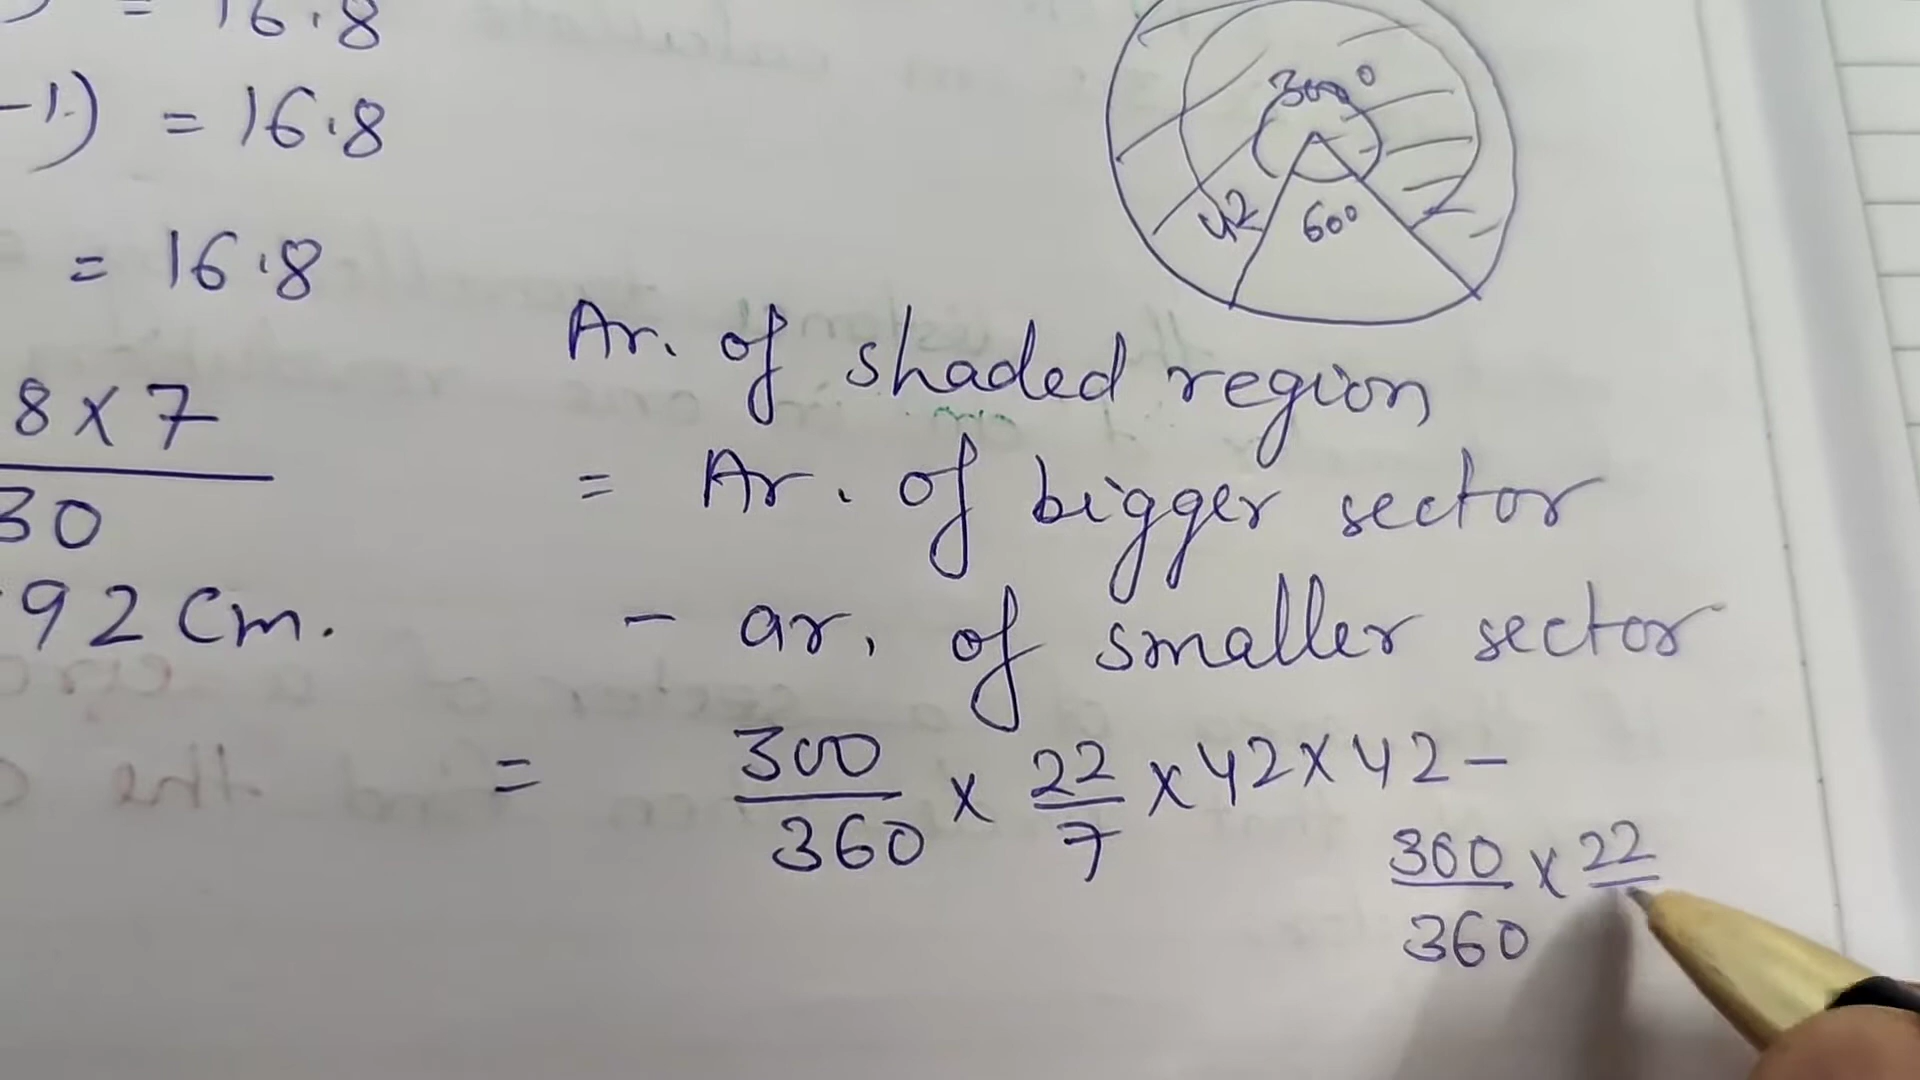 = 16.8
-1) = 16.8
= 16.8
8 x 7
30
92 Cm.
300°
42
60°
Ar. of shaded region
= Ar. of bigger sector
- ar. of smaller sector
= 300/360 x 22/7 x 42 x 42 -
300/360 x 22